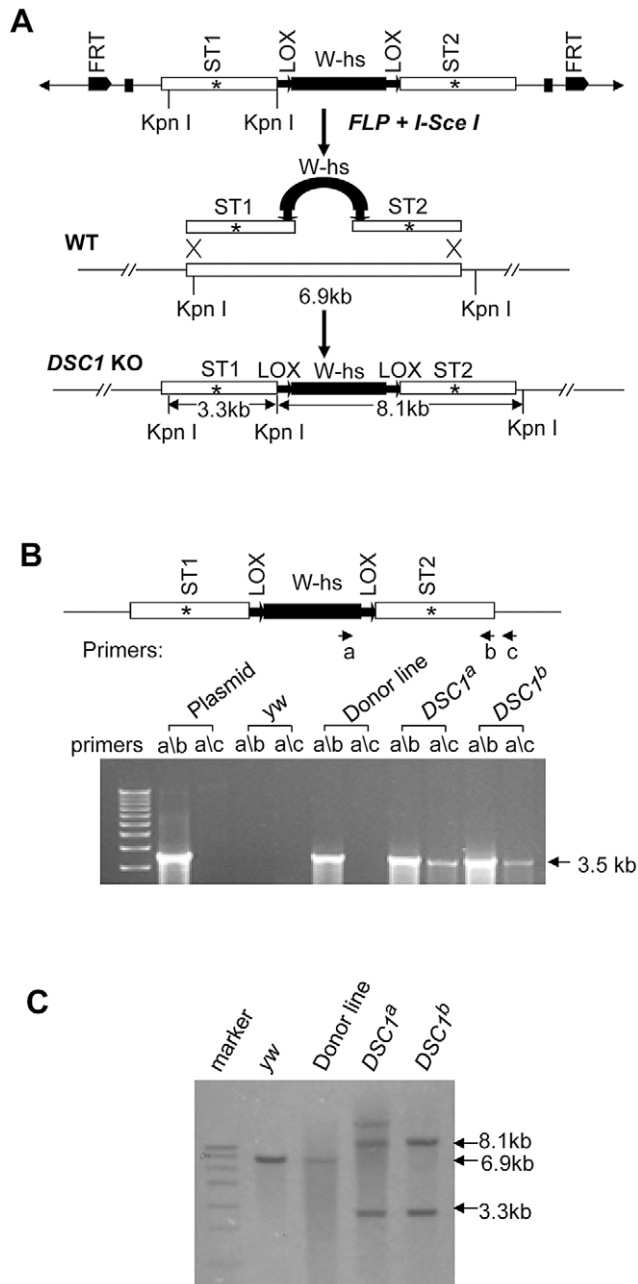 A
FRT ST1 LOX W-hs LOX ST2 FRT
* *
Kpn I Kpn I FLP + I-Sce I
W-hs
ST1 ST2
* *
WT
Kpn I 6.9kb Kpn I
DSC1 KO ST1 LOX W-hs LOX ST2
* *
3.3kb 8.1kb
Kpn I Kpn I Kpn I
B
ST1 LOX W-hs LOX ST2
* *
Primers: a b c
Plasmid yw Donor line DSC1a DSC1b
primers a\b a\c a\b a\c a\b a\c a\b a\c a\b a\c
3.5 kb
C
marker yw Donor line DSC1a DSC1b
8.1kb
6.9kb
3.3kb